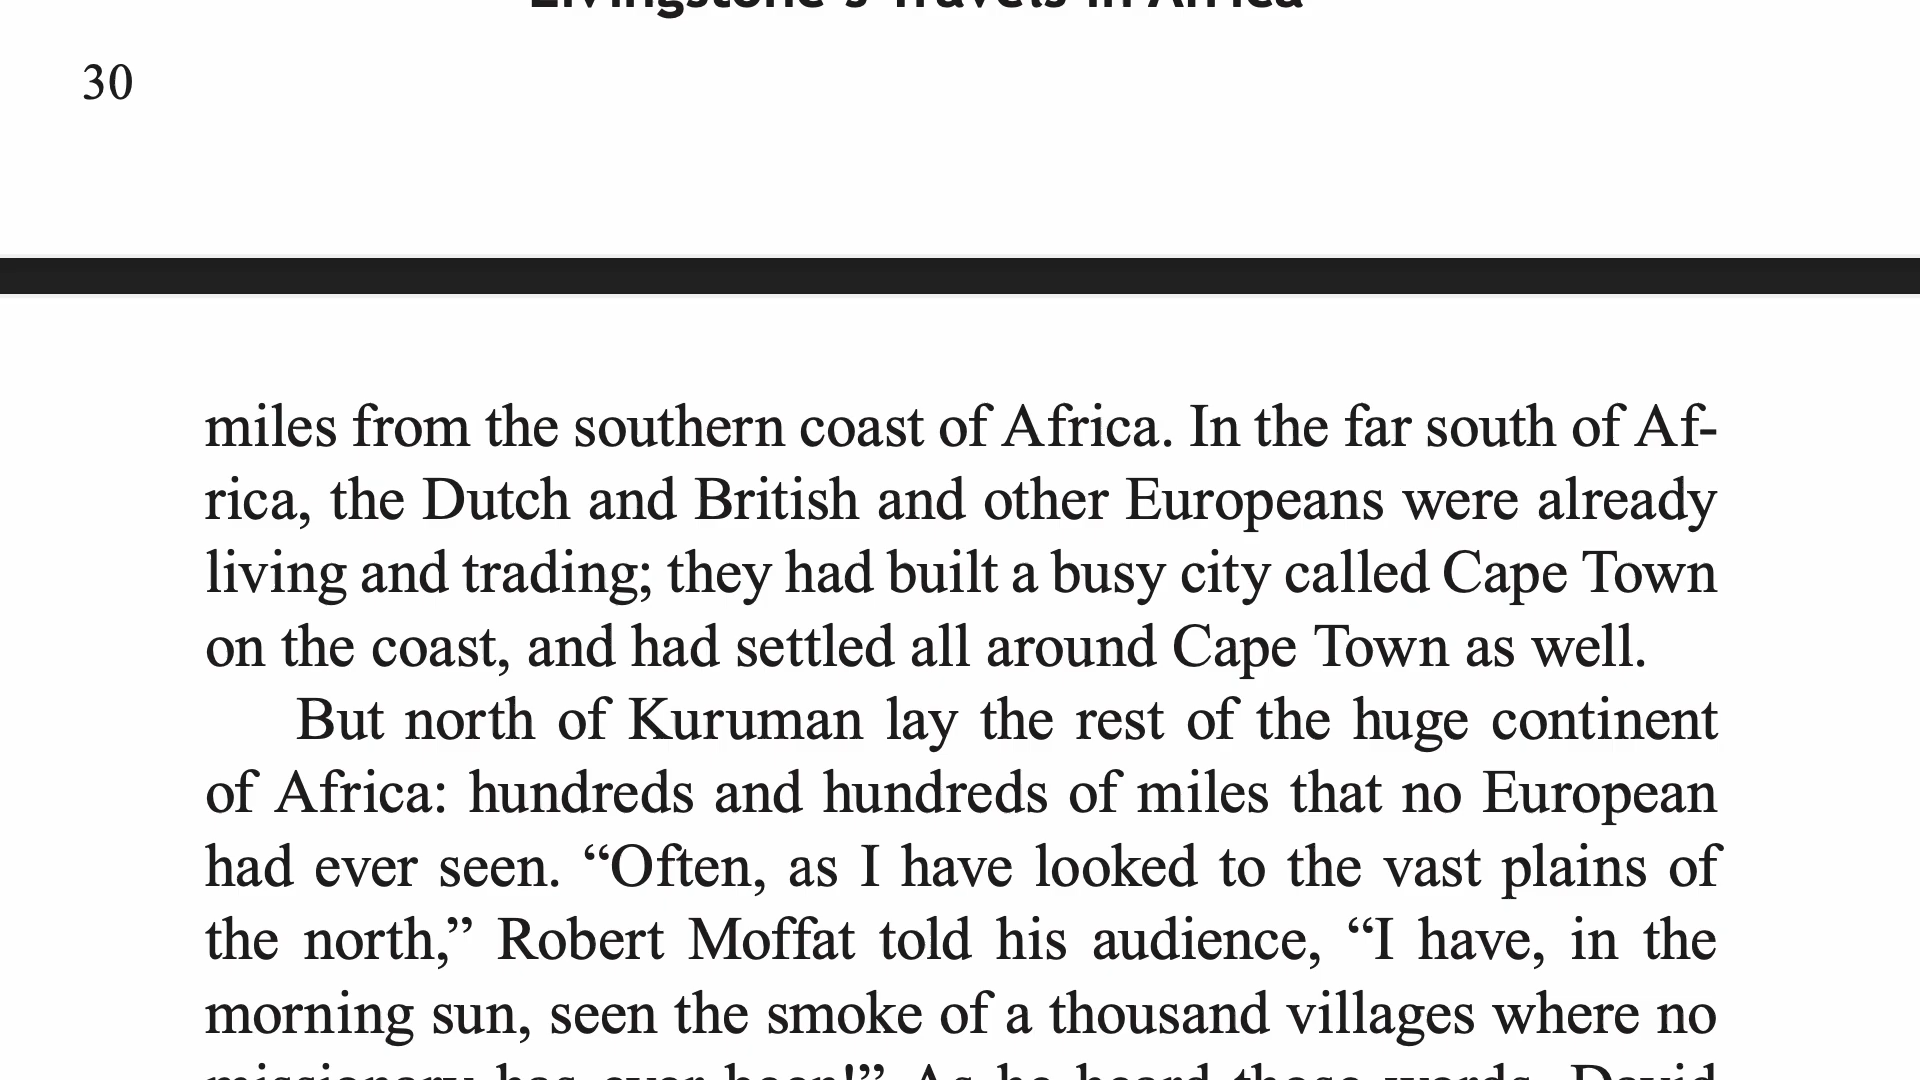 Livingstone's Travels in Africa
30
miles from the southern coast of Africa. In the far south of Af-
rica, the Dutch and British and other Europeans were already
living and trading; they had built a busy city called Cape Town
on the coast, and had settled all around Cape Town as well.
But north of Kuruman lay the rest of the huge continent
of Africa: hundreds and hundreds of miles that no European
had ever seen. “Often, as I have looked to the vast plains of
the north,” Robert Moffat told his audience, “I have, in the
morning sun, seen the smoke of a thousand villages where no
missionary has ever been!” As he heard these words, David